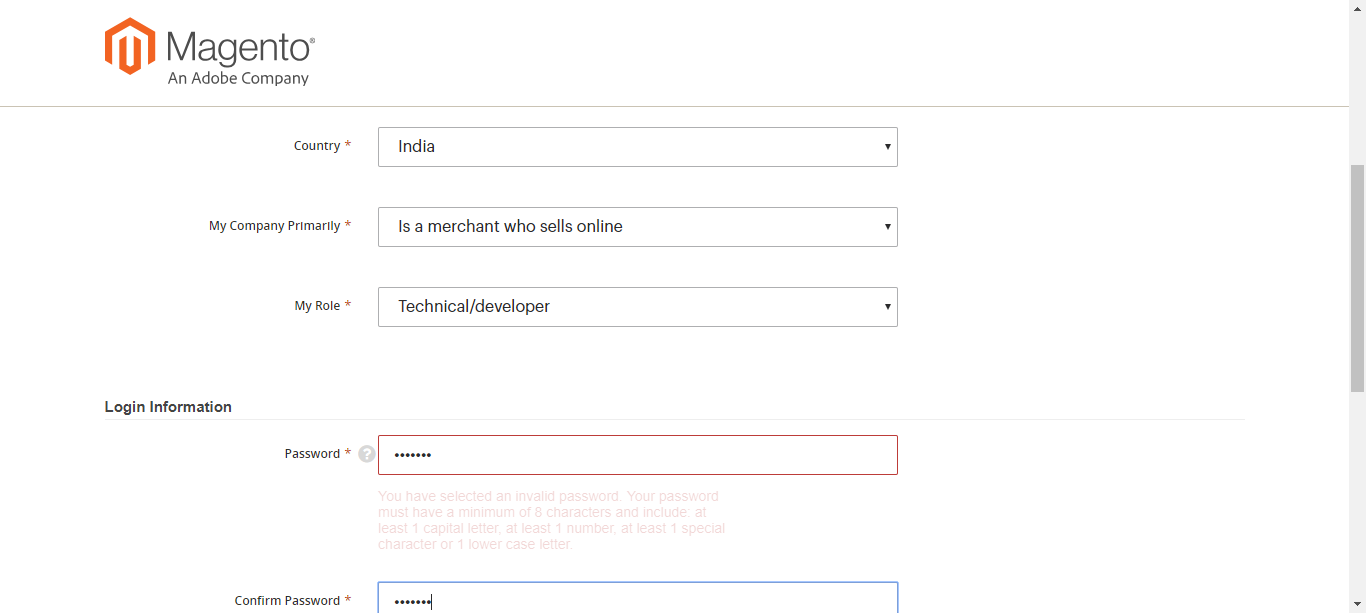 Magento®
An Adobe Company
Country *
India
My Company Primarily *
Is a merchant who sells online
My Role *
Technical/developer
Login Information
Password * ?
•••••••
You have selected an invalid password. Your password
must have a minimum of 8 characters and include: at
least 1 capital letter, at least 1 number, at least 1 special
character or 1 lower case letter.
Confirm Password *
•••••••